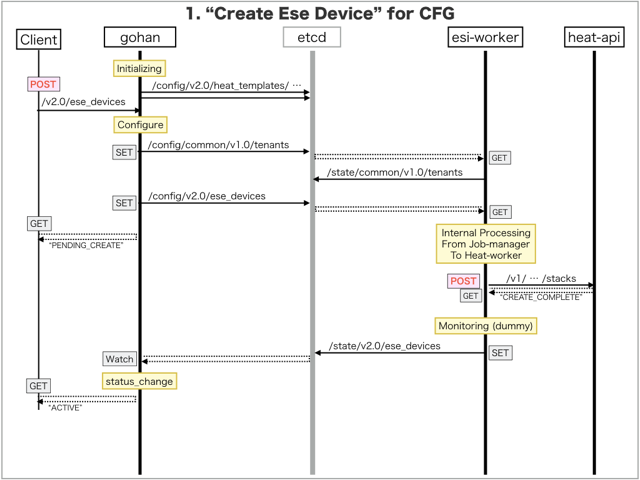 1. “Create Ese Device” for CFG
Client
gohan
etcd
esi-worker
heat-api
Initializing
POST
/config/v2.0/heat_templates/ …
/v2.0/ese_devices
Configure
SET
/config/common/v1.0/tenants
GET
/state/common/v1.0/tenants
SET
/config/v2.0/ese_devices
GET
GET
"PENDING_CREATE"
Internal Processing
From Job-manager
To Heat-worker
POST
/v1/ … /stacks
GET
"CREATE_COMPLETE"
Monitoring (dummy)
/state/v2.0/ese_devices
SET
Watch
status_change
GET
"ACTIVE"